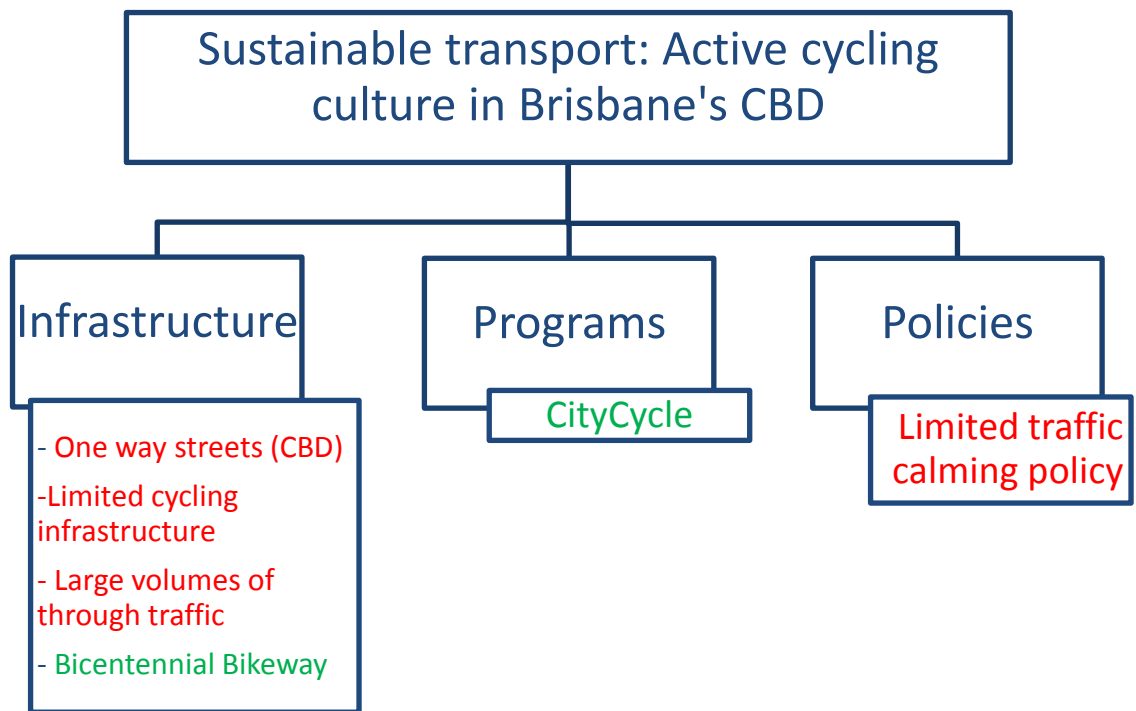 Sustainable transport: Active cycling
culture in Brisbane's CBD
Infrastructure
- One way streets (CBD)
-Limited cycling
infrastructure
- Large volumes of
through traffic
- Bicentennial Bikeway
Programs
CityCycle
Policies
Limited traffic
calming policy